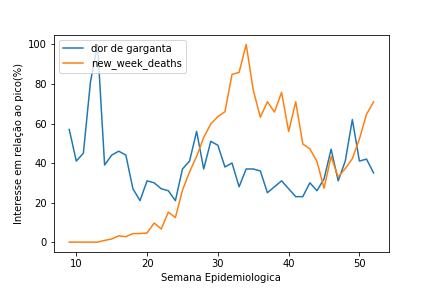 dor de garganta
new_week_deaths
Interesse em relação ao pico(%)
100
80
60
40
20
0
10
20
30
40
50
Semana Epidemiologica